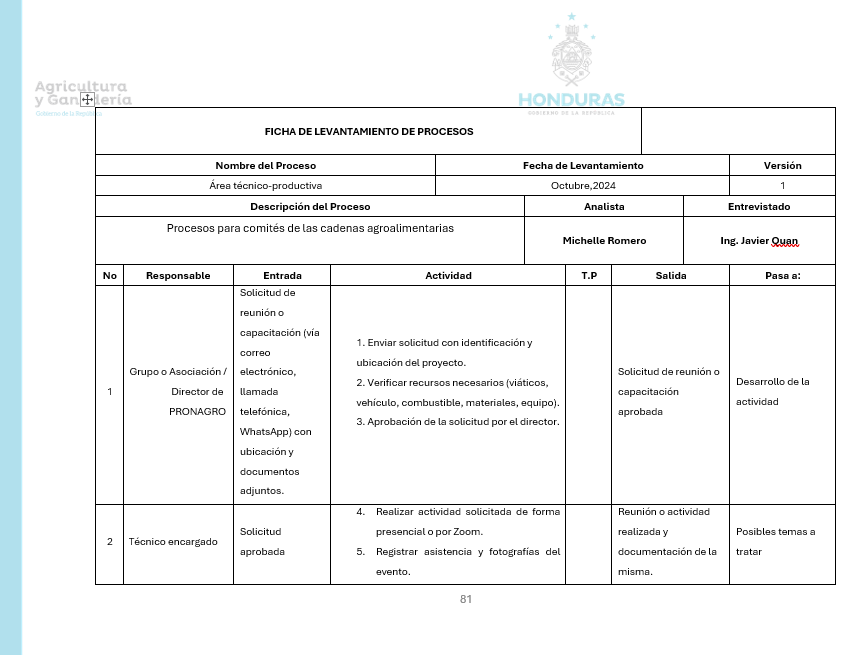 Agricultura
y Ganadería
Gobierno de la República
HONDURAS
GOBIERNO DE LA REPÚBLICA
FICHA DE LEVANTAMIENTO DE PROCESOS
Nombre del Proceso Fecha de Levantamiento Versión
Área técnico-productiva Octubre,2024 1
Descripción del Proceso Analista Entrevistado
Procesos para comités de las cadenas agroalimentarias Michelle Romero Ing. Javier Quan
No Responsable Entrada Actividad T.P Salida Pasa a:
1
Grupo o Asociación /
Director de
PRONAGRO
Solicitud de
reunión o
capacitación (vía
correo
electrónico,
llamada
telefónica,
WhatsApp) con
ubicación y
documentos
adjuntos.
1. Enviar solicitud con identificación y
ubicación del proyecto.
2. Verificar recursos necesarios (viáticos,
vehículo, combustible, materiales, equipo).
3. Aprobación de la solicitud por el director.
Solicitud de reunión o
capacitación
aprobada
Desarrollo de la
actividad
2
Técnico encargado
Solicitud
aprobada
4. Realizar actividad solicitada de forma
presencial o por Zoom.
5. Registrar asistencia y fotografías del
evento.
Reunión o actividad
realizada y
documentación de la
misma.
Posibles temas a
tratar
81